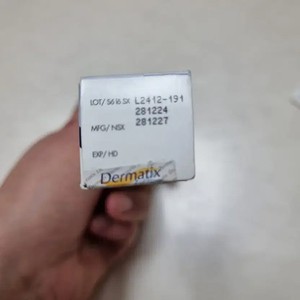 LOT/ Số lô SX L2412-191
281224
MFG/ NSX 281227
EXP/ HD
Dermatix